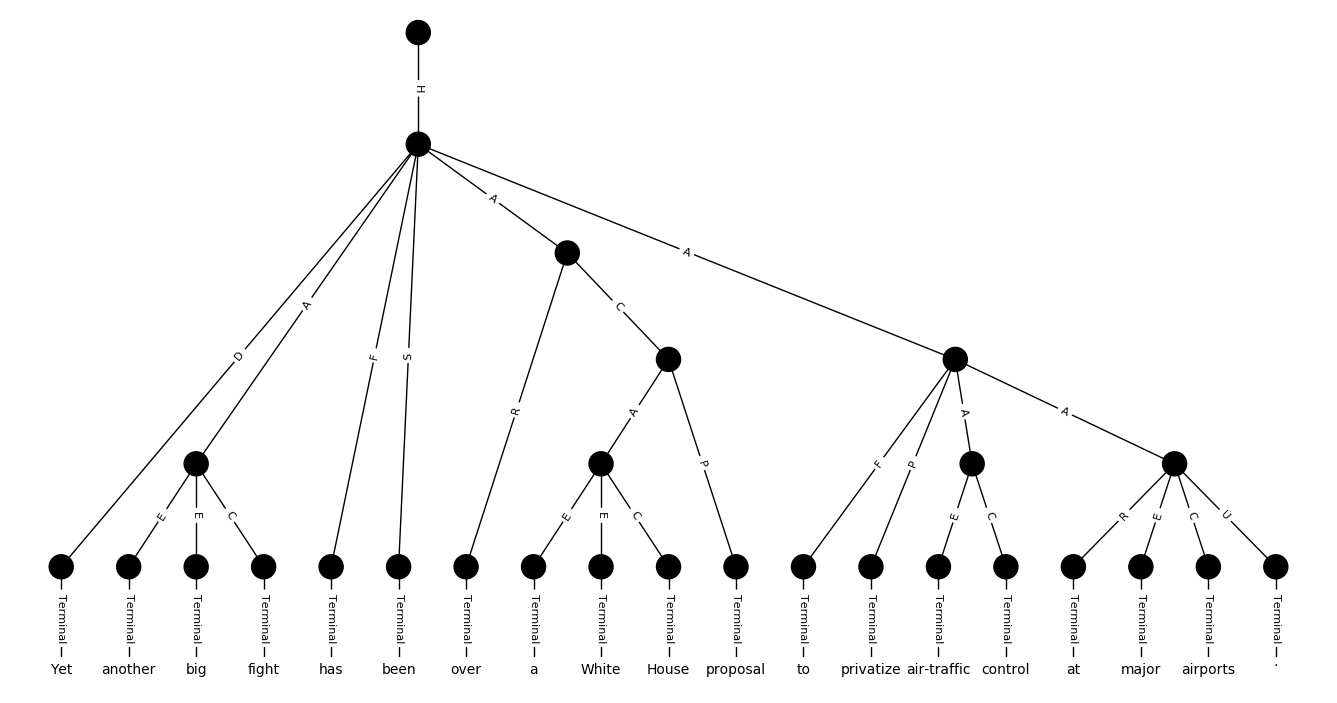 H
A
A
D
A
F
S
C
R
A
P
F
P
A
A
E
E
C
E
E
C
E
C
R
E
C
U
Terminal Terminal Terminal Terminal Terminal Terminal Terminal Terminal Terminal Terminal Terminal Terminal Terminal Terminal Terminal Terminal Terminal Terminal Terminal
Yet another big fight has been over a White House proposal to privatize air-traffic control at major airports .